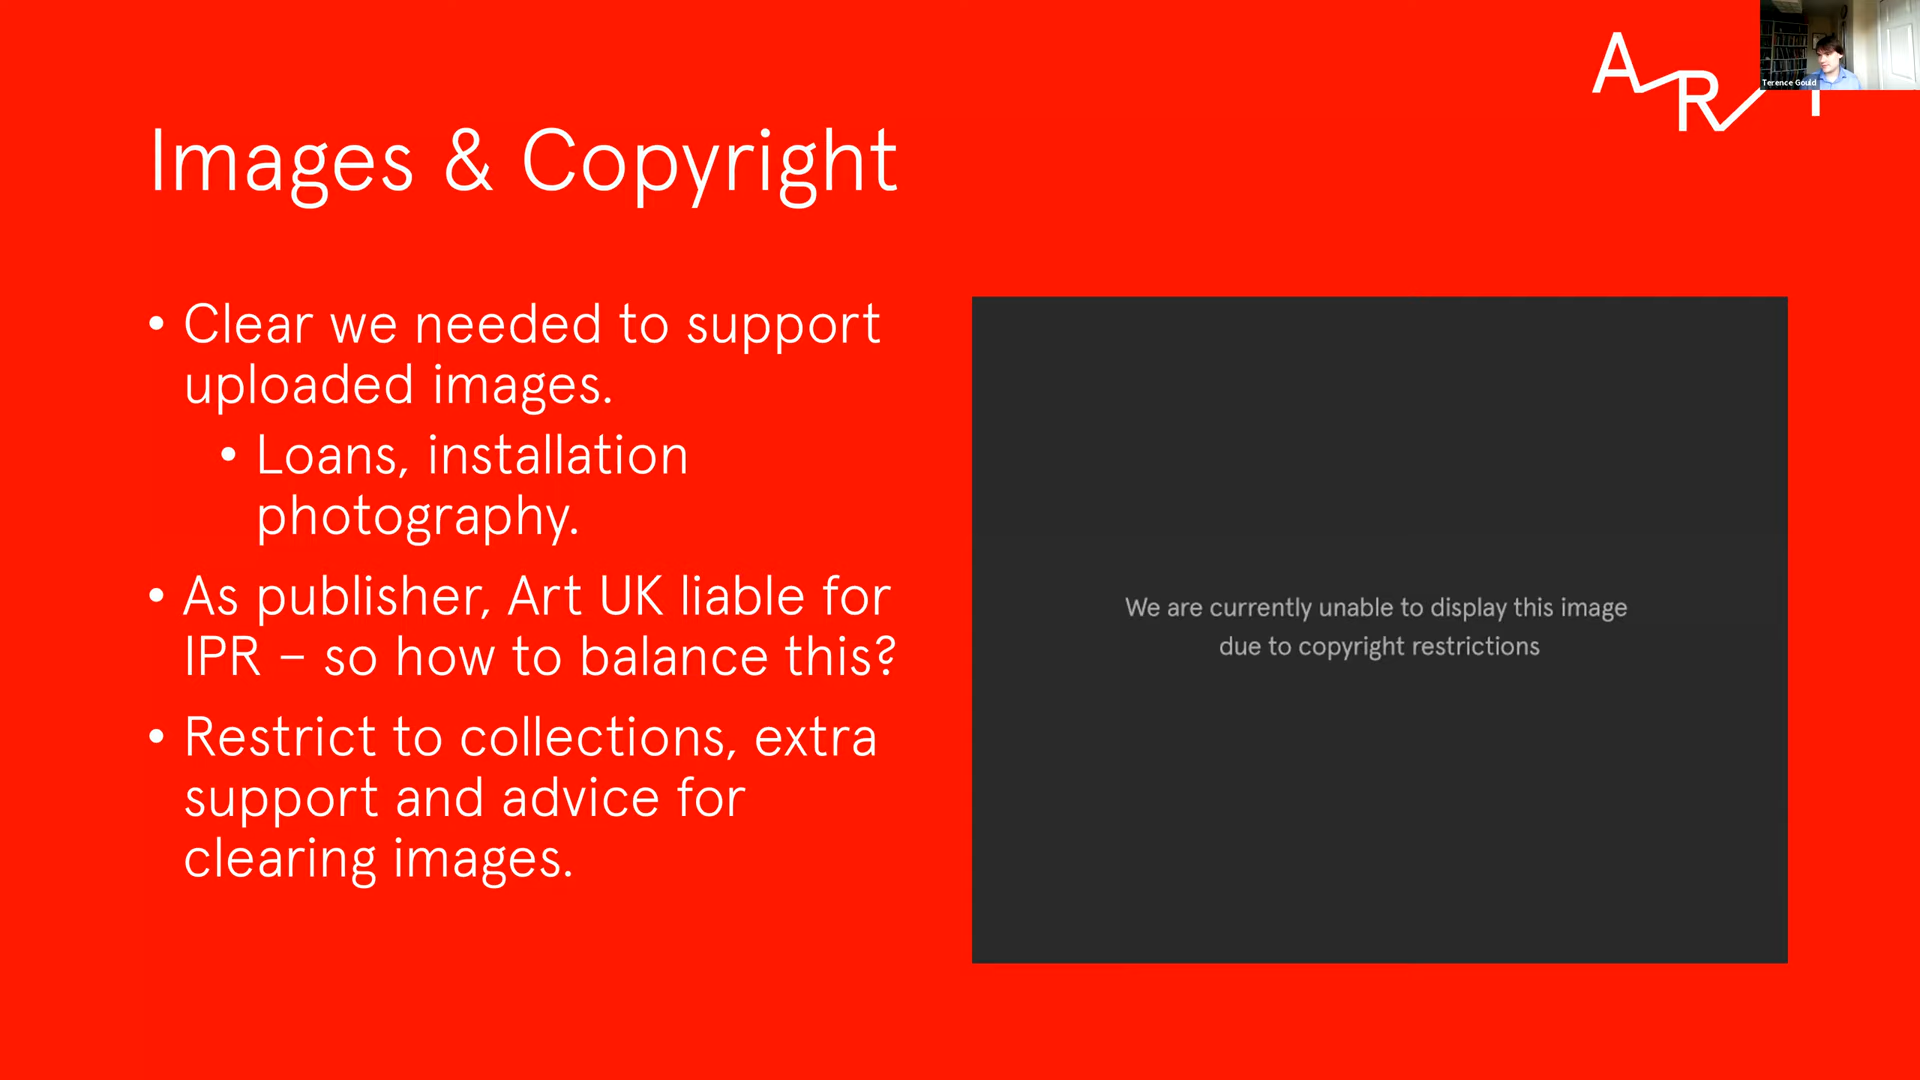 ART
Terence Gould
Images & Copyright
• Clear we needed to support
uploaded images.
• Loans, installation
photography.
• As publisher, Art UK liable for
IPR – so how to balance this?
• Restrict to collections, extra
support and advice for
clearing images.
We are currently unable to display this image
due to copyright restrictions